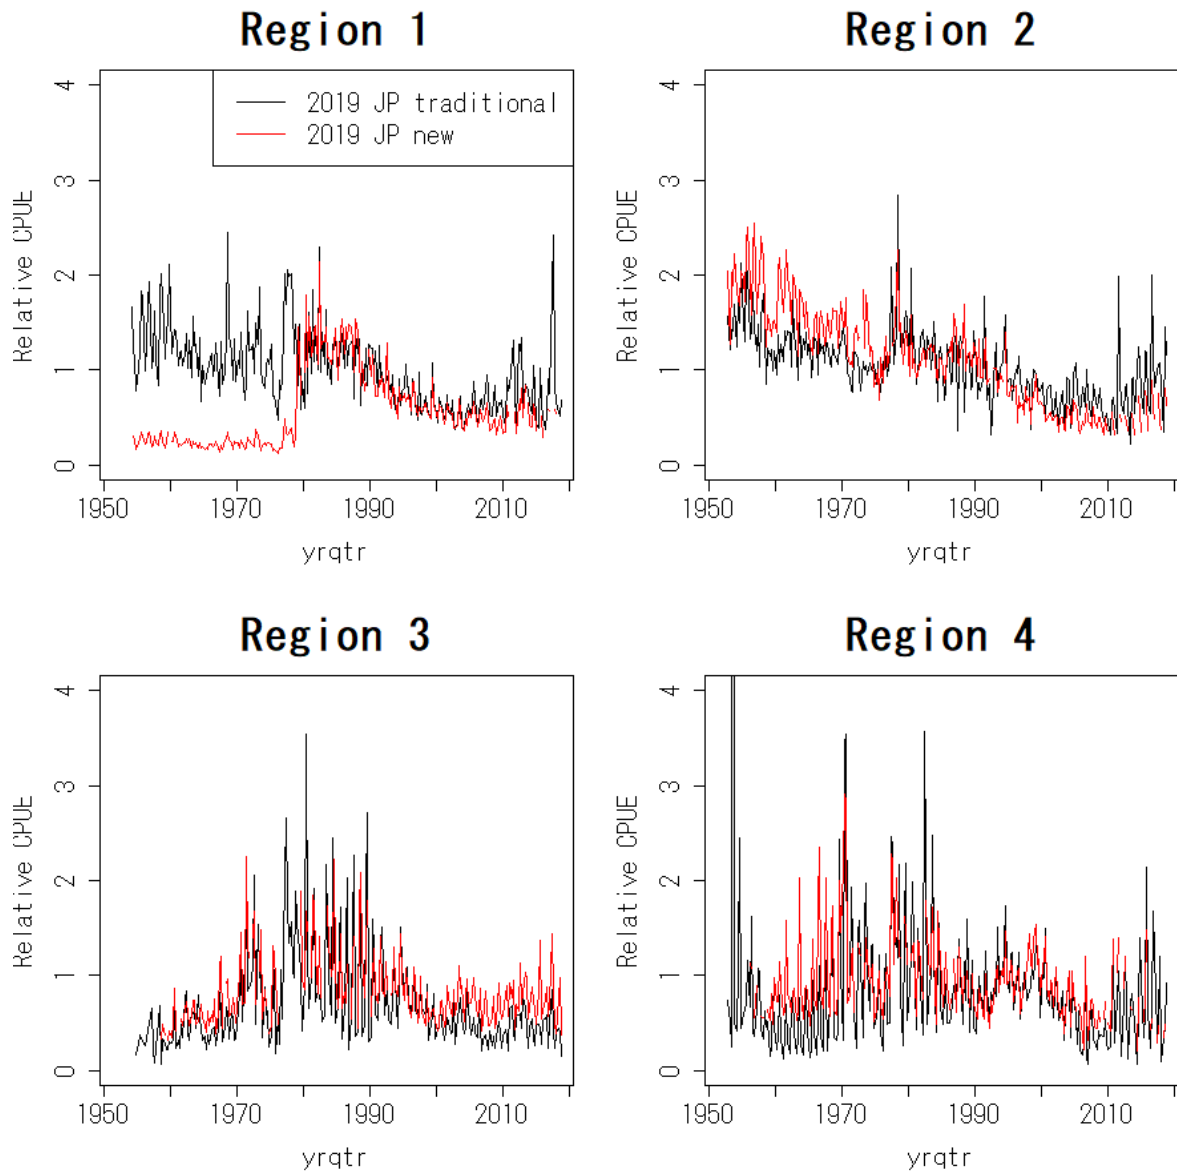 Region 1
Region 2
2019 JP traditional
2019 JP new
Relative CPUE
0 1 2 3 4
1950 1970 1990 2010
yrqtr
Relative CPUE
0 1 2 3 4
1950 1970 1990 2010
yrqtr
Region 3
Region 4
Relative CPUE
0 1 2 3 4
1950 1970 1990 2010
yrqtr
Relative CPUE
0 1 2 3 4
1950 1970 1990 2010
yrqtr